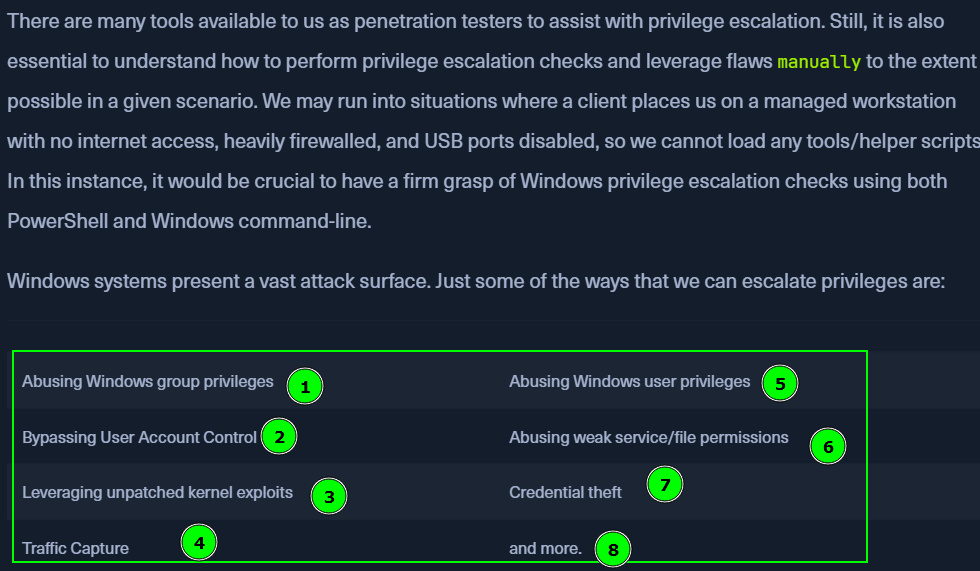 There are many tools available to us as penetration testers to assist with privilege escalation. Still, it is also
essential to understand how to perform privilege escalation checks and leverage flaws manually to the extent
possible in a given scenario. We may run into situations where a client places us on a managed workstation
with no internet access, heavily firewalled, and USB ports disabled, so we cannot load any tools/helper scripts
In this instance, it would be crucial to have a firm grasp of Windows privilege escalation checks using both
PowerShell and Windows command-line.
Windows systems present a vast attack surface. Just some of the ways that we can escalate privileges are:
Abusing Windows group privileges 1 Abusing Windows user privileges 5
Bypassing User Account Control 2 Abusing weak service/file permissions 6
Leveraging unpatched kernel exploits 3 Credential theft 7
Traffic Capture 4 and more. 8